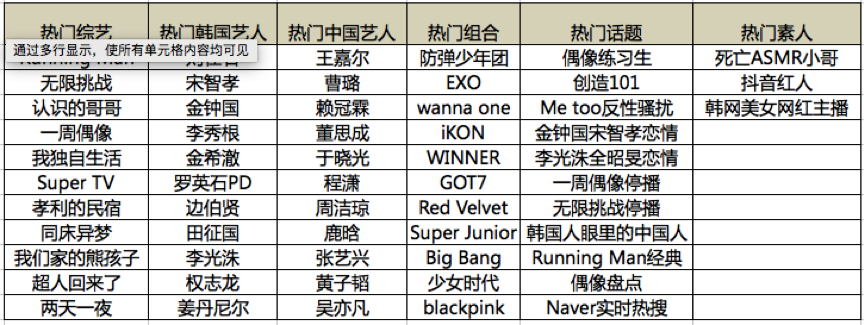 热门综艺 热门韩国艺人 热门中国艺人 热门组合 热门话题 热门素人
通过多行显示，使所有单元格内容均可见
王嘉尔 防弹少年团 偶像练习生 死亡ASMR小哥
无限挑战 宋智孝 曹璐 EXO 创造101 抖音红人
认识的哥哥 金钟国 赖冠霖 wanna one Me too反性骚扰 韩网美女网红主播
一周偶像 李秀根 董思成 iKON 金钟国宋智孝恋情
我独自生活 金希澈 于晓光 WINNER 李光洙全昭旻恋情
Super TV 罗英石PD 程潇 GOT7 一周偶像停播
孝利的民宿 边伯贤 周洁琼 Red Velvet 无限挑战停播
同床异梦 田征国 鹿晗 Super Junior 韩国人眼里的中国人
我们家的熊孩子 李光洙 张艺兴 Big Bang Running Man经典
超人回来了 权志龙 黄子韬 少女时代 偶像盘点
两天一夜 姜丹尼尔 吴亦凡 blackpink Naver实时热搜